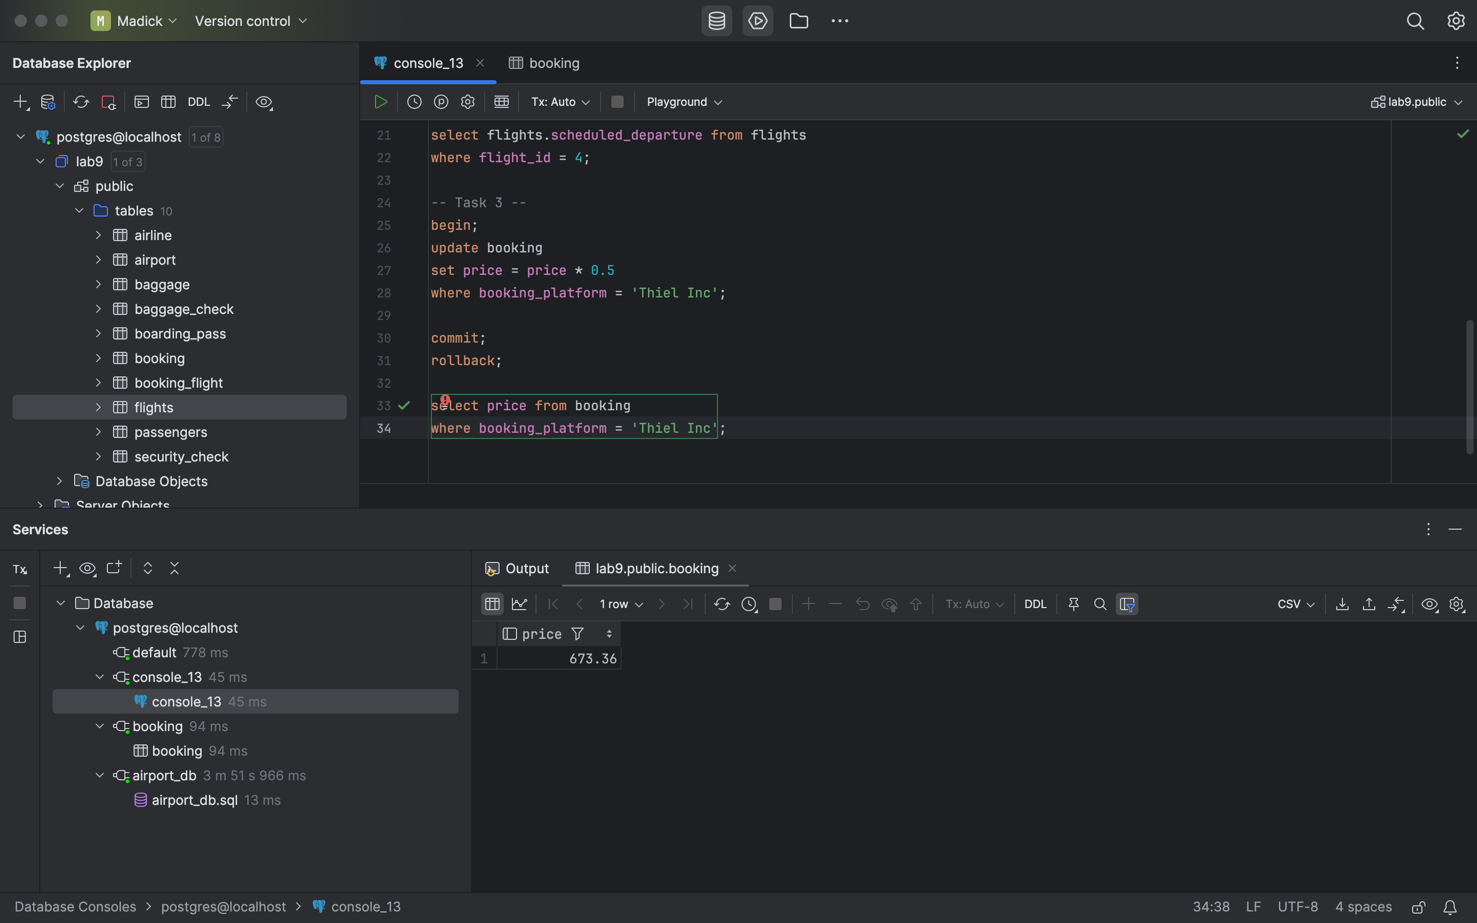 M Madick Version control
Database Explorer
console_13
booking
DDL
Tx: Auto
Playground
lab9.public
postgres@localhost 1 of 8
lab9 1 of 3
public
tables 10
airline
airport
baggage
baggage_check
boarding_pass
booking
booking_flight
flights
passengers
security_check
Database Objects
Server Objects
21 select flights.scheduled_departure from flights
22 where flight_id = 4;
23
24 -- Task 3 --
25 begin;
26 update booking
27 set price = price * 0.5
28 where booking_platform = 'Thiel Inc';
29
30 commit;
31 rollback;
32
33 select price from booking
34 where booking_platform = 'Thiel Inc';
Services
Tx
Database
postgres@localhost
default 778 ms
console_13 45 ms
console_13 45 ms
booking 94 ms
booking 94 ms
airport_db 3 m 51 s 966 ms
airport_db.sql 13 ms
Output
lab9.public.booking
1 row
Tx: Auto
DDL
CSV
price
1 673.36
Database Consoles > postgres@localhost > console_13
34:38 LF UTF-8 4 spaces